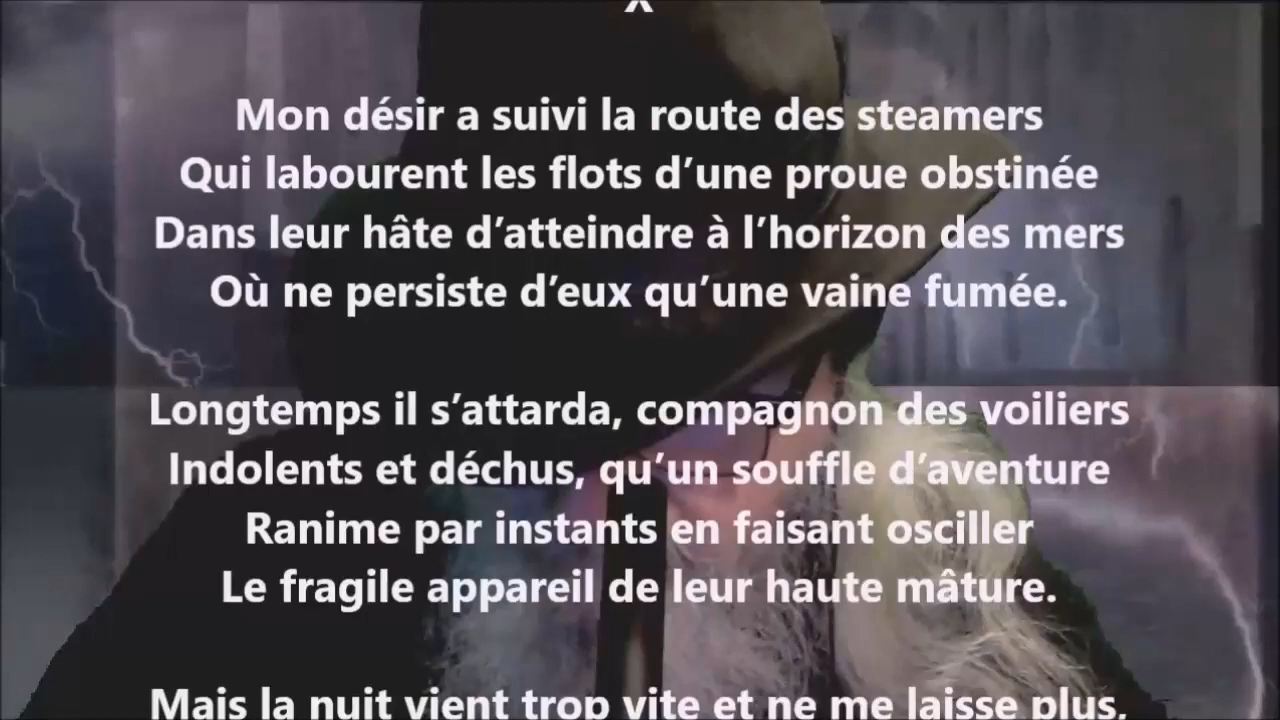 X
Mon désir a suivi la route des steamers
Qui labourent les flots d’une proue obstinée
Dans leur hâte d’atteindre à l’horizon des mers
Où ne persiste d’eux qu’une vaine fumée.
Longtemps il s’attarda, compagnon des voiliers
Indolents et déchus, qu’un souffle d’aventure
Ranime par instants en faisant osciller
Le fragile appareil de leur haute mâture.
Mais la nuit vient trop vite et ne me laisse plus,